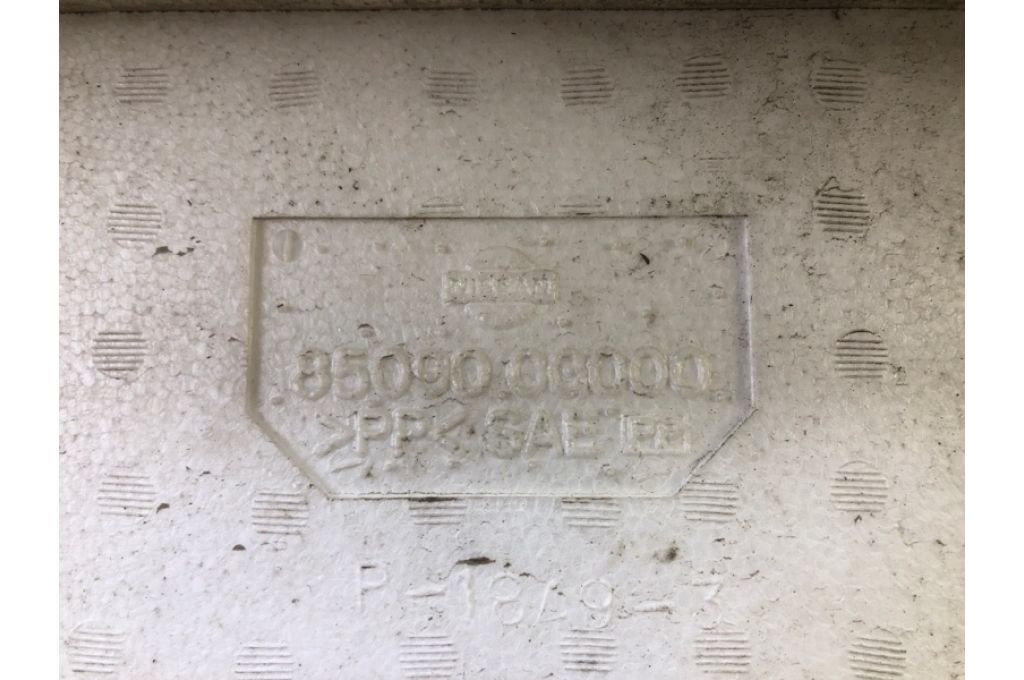 NISSAN
85090 0C000
>PP< SAE
P-1849-3